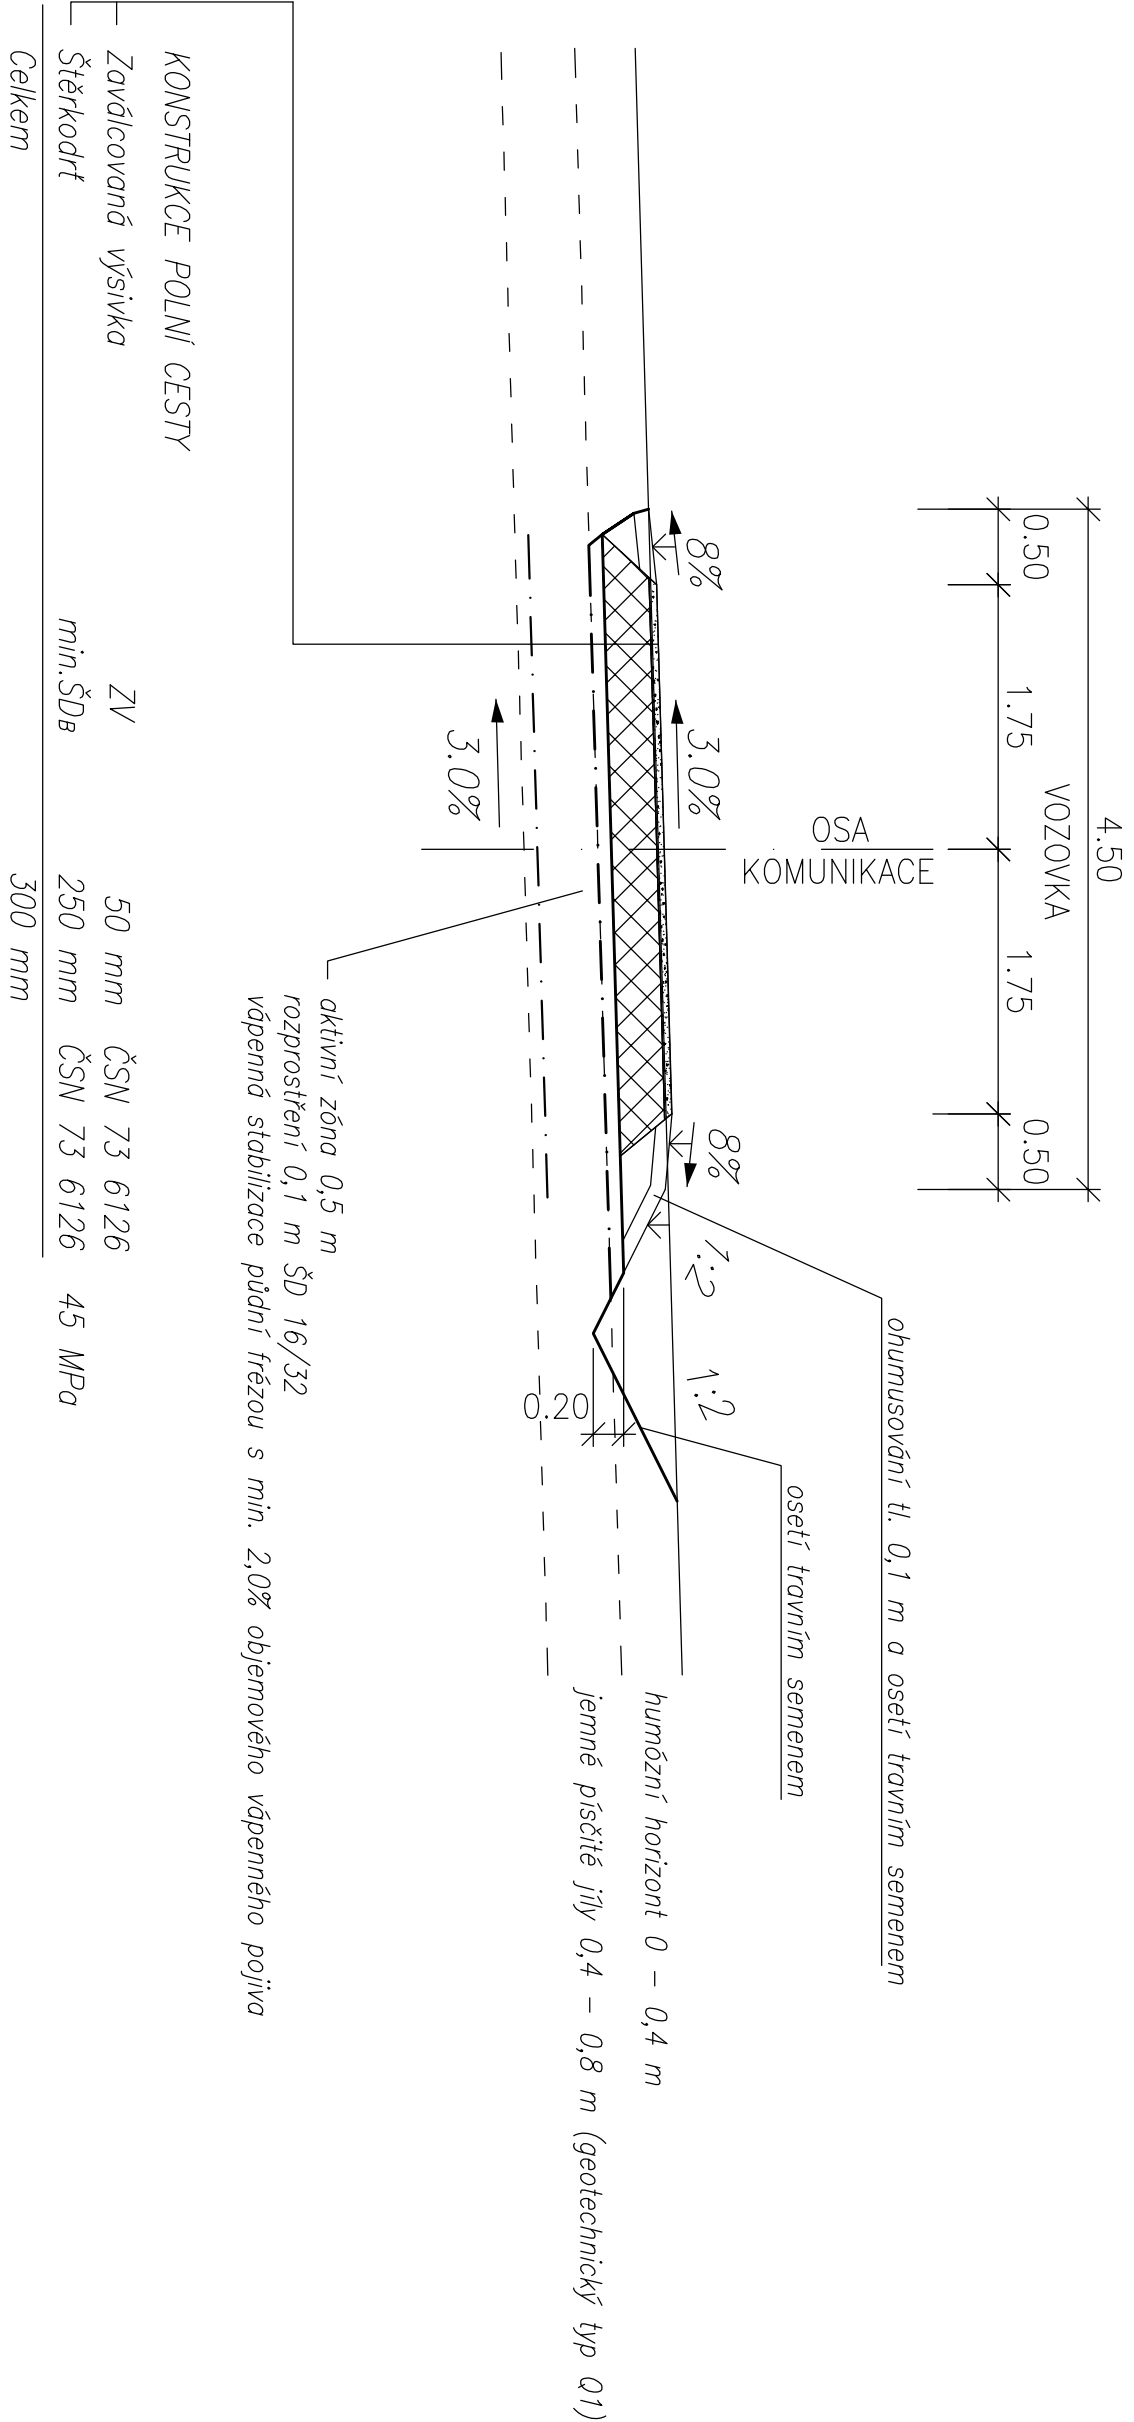 4.50
VOZOVKA
0.50
1.75
1.75
0.50
OSA
KOMUNIKACE
8%
3.0%
8%
1:2
1:2
3.0%
0.20
ohumusování tl. 0,1 m a osetí travním semenem
osetí travním semenem
humózní horizont 0 - 0,4 m
jemné písčité jíly 0,4 - 0,8 m (geotechnický typ Q1)
aktivní zóna 0,5 m
rozprostření 0,1 m ŠD 16/32
vápenná stabilizace půdní frézou s min. 2,0% objemového vápenného pojiva
KONSTRUKCE POLNÍ CESTY
Zaválcovaná výsivka ZV 50 mm ČSN 73 6126
Štěrkodrť min.ŠDB 250 mm ČSN 73 6126 45 MPa
Celkem 300 mm